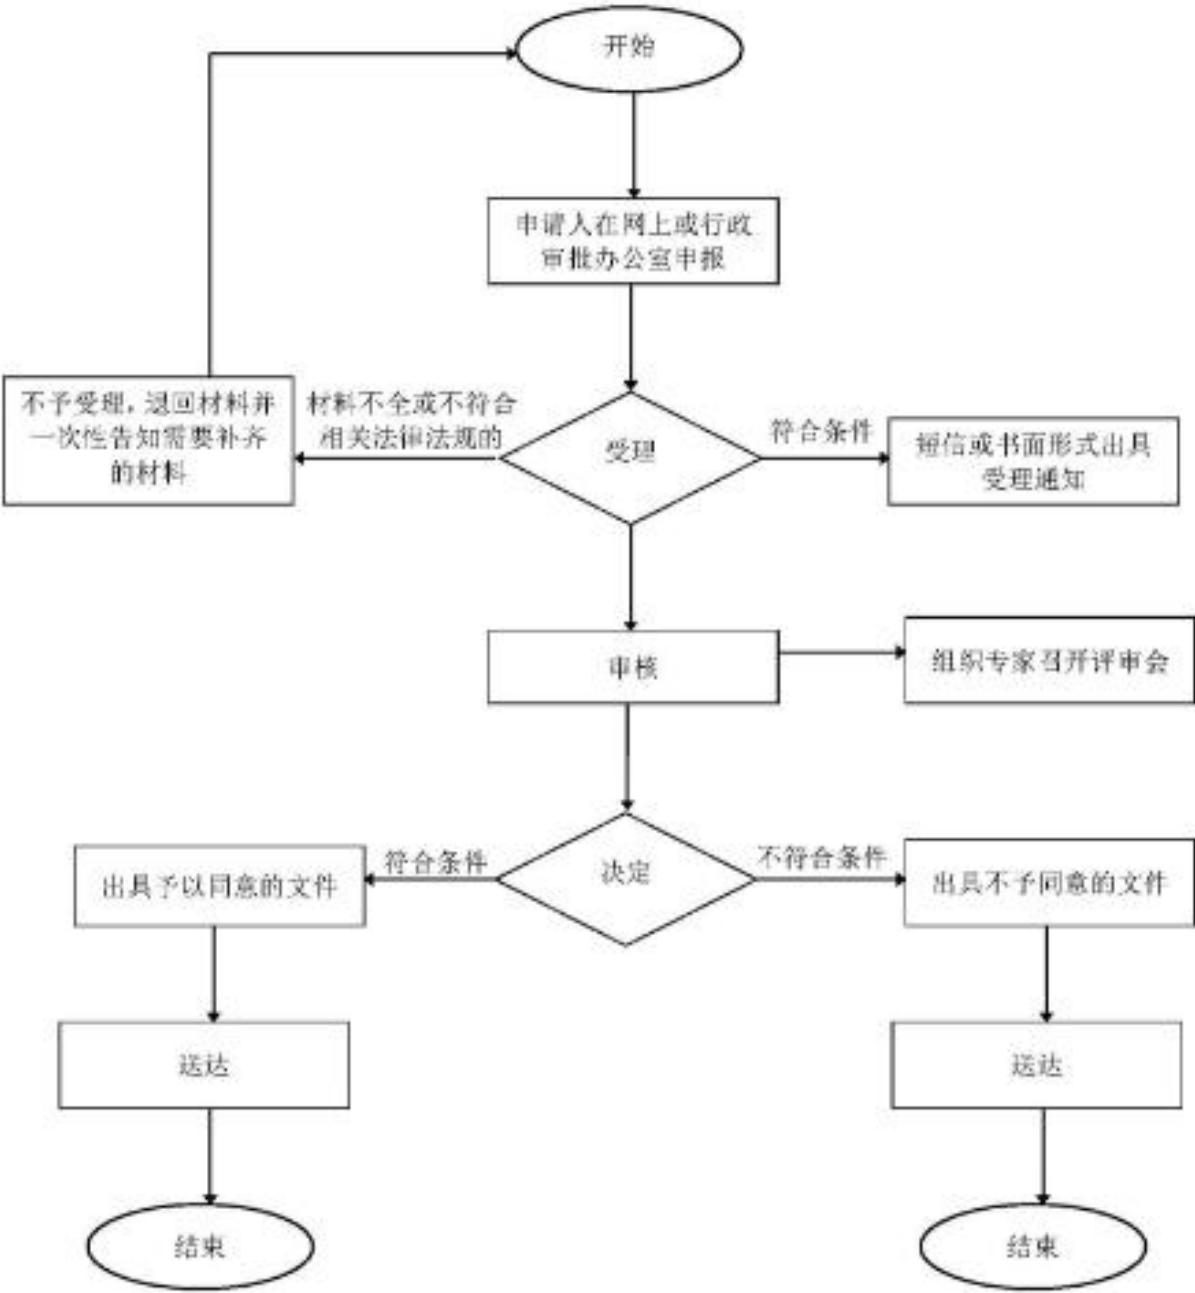 开始
申请人在网上或行政
审批办公室申报
不予受理，退回材料并
一次性告知需要补齐
的材料
材料不全或不符合
相关法律法规的
受理
符合条件
短信或书面形式出具
受理通知
审核
组织专家召开评审会
出具予以同意的文件
符合条件
决定
不符合条件
出具不予同意的文件
送达
送达
结束
结束